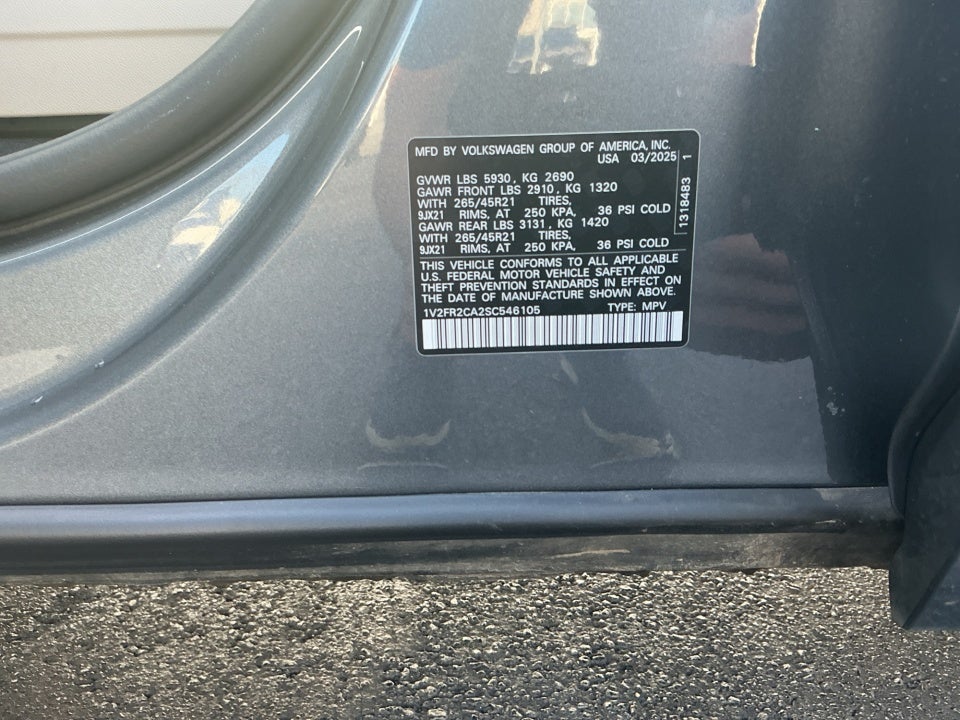 MFD BY VOLKSWAGEN GROUP OF AMERICA, INC.
USA 03/2025
GVWR LBS 5930, KG 2690
GAWR FRONT LBS 2910, KG 1320
WITH 265/45R21 TIRES,
9JX21 RIMS, AT 250 KPA, 36 PSI COLD
GAWR REAR LBS 3131, KG 1420
WITH 265/45R21 TIRES,
9JX21 RIMS, AT 250 KPA, 36 PSI COLD
1318483 1
THIS VEHICLE CONFORMS TO ALL APPLICABLE
U.S. FEDERAL MOTOR VEHICLE SAFETY AND
THEFT PREVENTION STANDARDS IN EFFECT ON
THE DATE OF MANUFACTURE SHOWN ABOVE.
1V2FR2CA2SC546105 TYPE: MPV